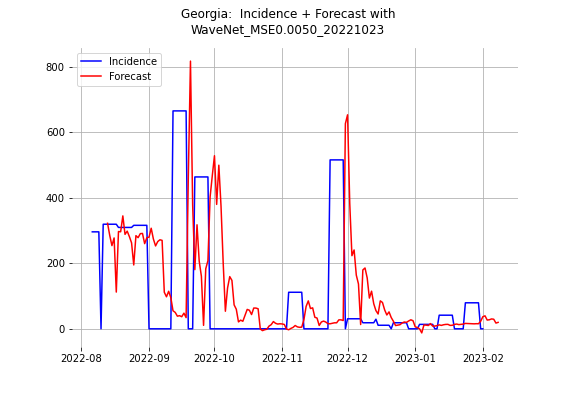 Georgia:  Incidence + Forecast with
WaveNet_MSE0.0050_20221023
Incidence
Forecast
800
600
400
200
0
2022-08 2022-09 2022-10 2022-11 2022-12 2023-01 2023-02